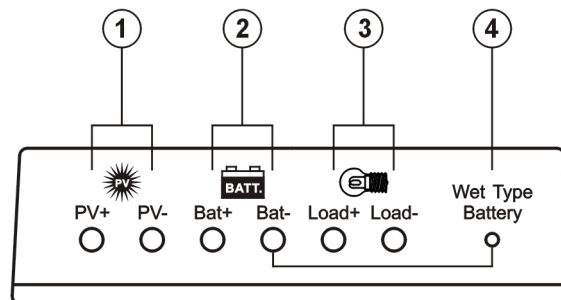 1 2 3 4
PV BATT.
Wet Type
PV+ PV- Bat+ Bat- Load+ Load- Battery